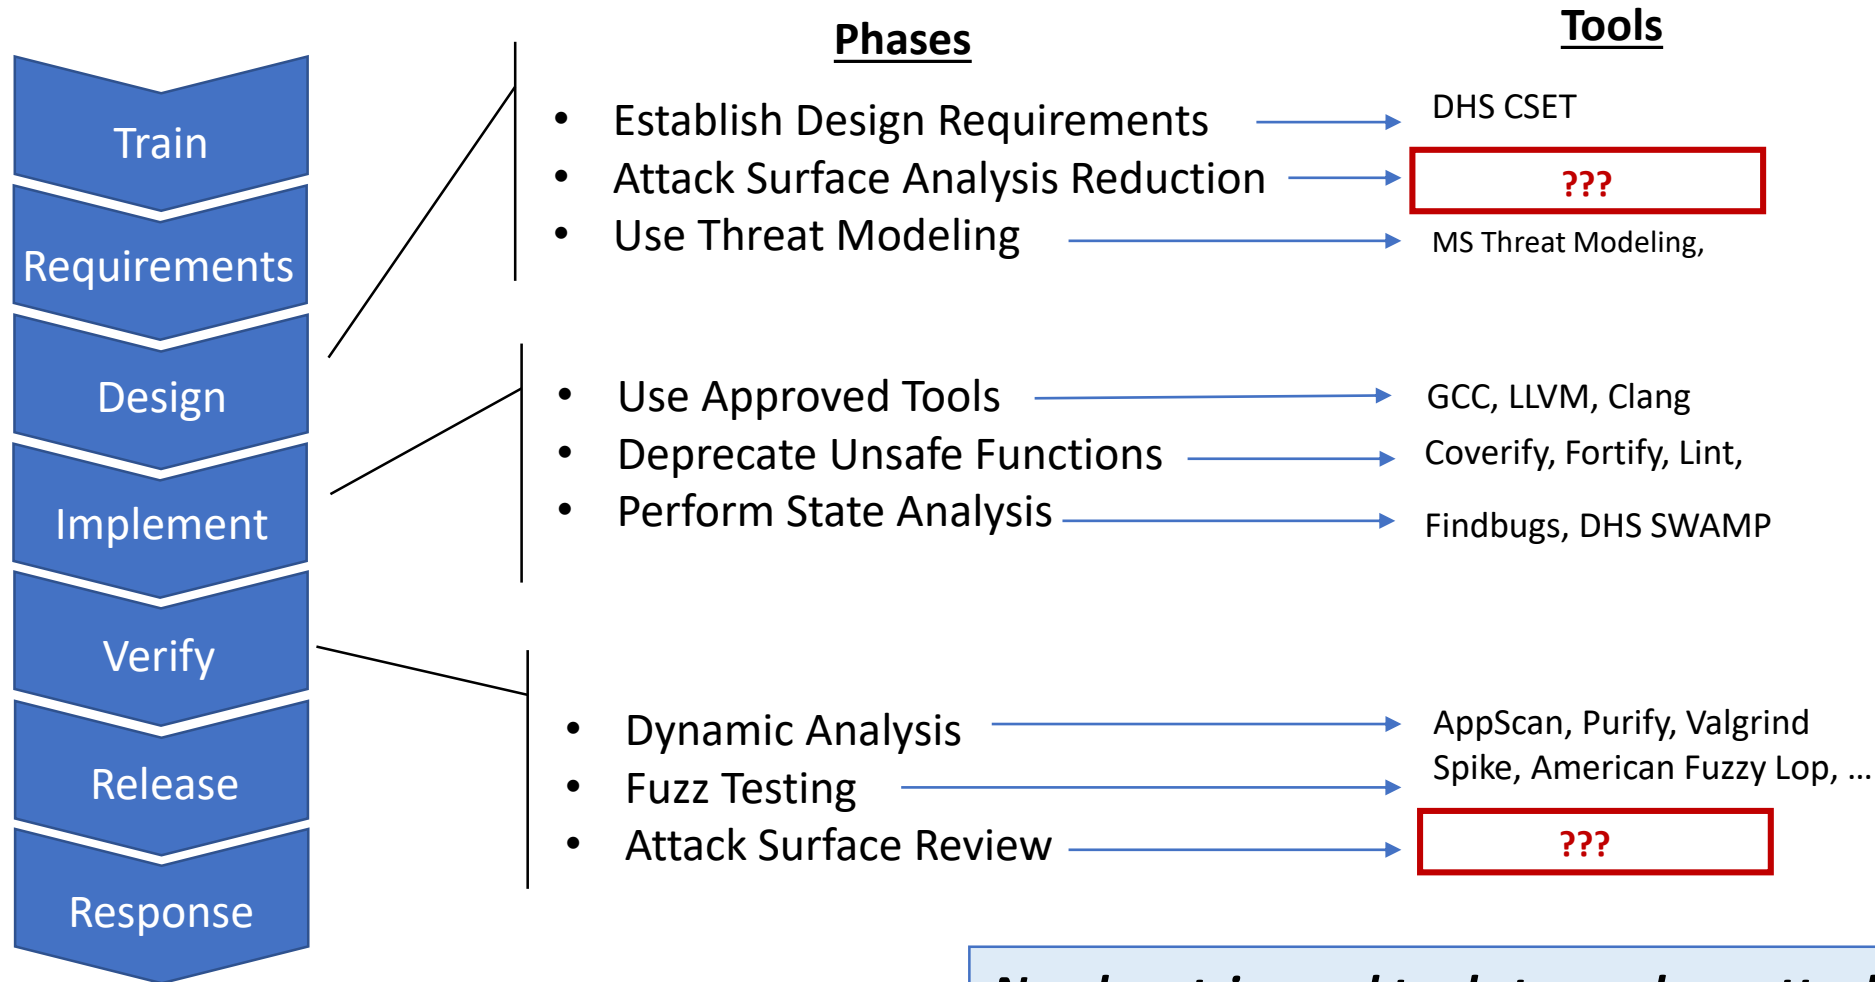 Phases
Tools
Train
Requirements
Design
Implement
Verify
Release
Response
• Establish Design Requirements
DHS CSET
• Attack Surface Analysis Reduction
???
• Use Threat Modeling
MS Threat Modeling,
• Use Approved Tools
GCC, LLVM, Clang
• Deprecate Unsafe Functions
Coverify, Fortify, Lint,
• Perform State Analysis
Findbugs, DHS SWAMP
• Dynamic Analysis
AppScan, Purify, Valgrind
• Fuzz Testing
Spike, American Fuzzy Lop, …
• Attack Surface Review
???